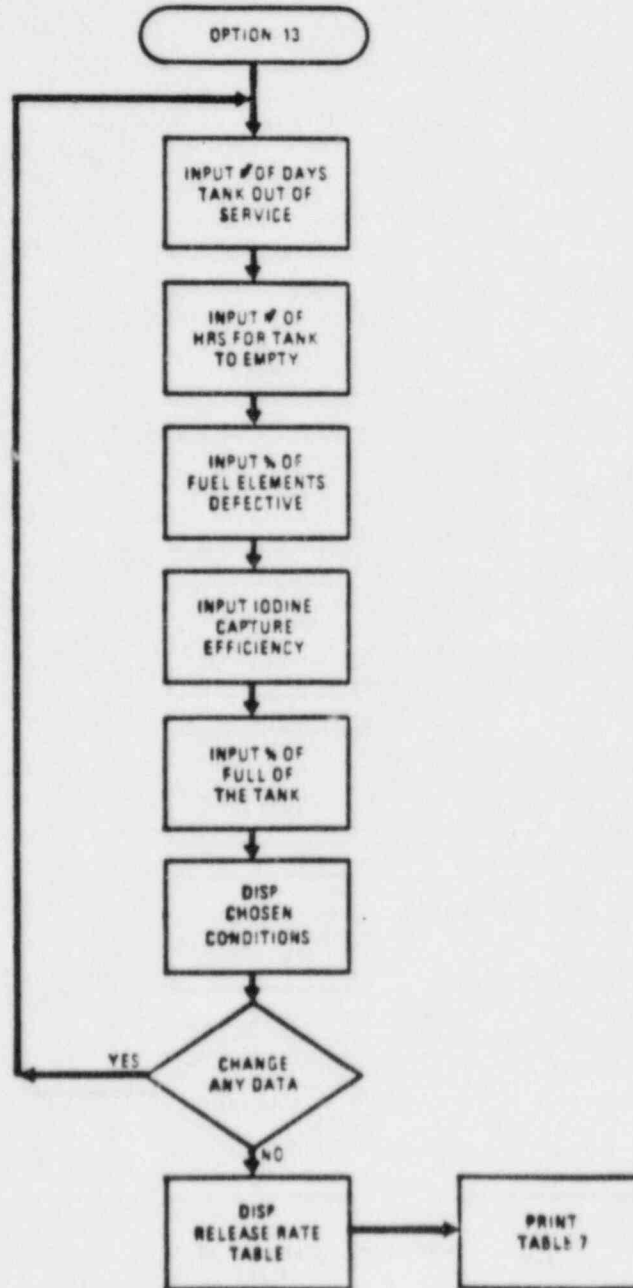 OPTION 13
INPUT # OF DAYS
TANK OUT OF
SERVICE
INPUT # OF
HRS FOR TANK
TO EMPTY
INPUT % OF
FUEL ELEMENTS
DEFECTIVE
INPUT IODINE
CAPTURE
EFFICIENCY
INPUT % OF
FULL OF
THE TANK
DISP
CHOSEN
CONDITIONS
YES
CHANGE
ANY DATA
NO
DISP
RELEASE RATE
TABLE
PRINT
TABLE 7